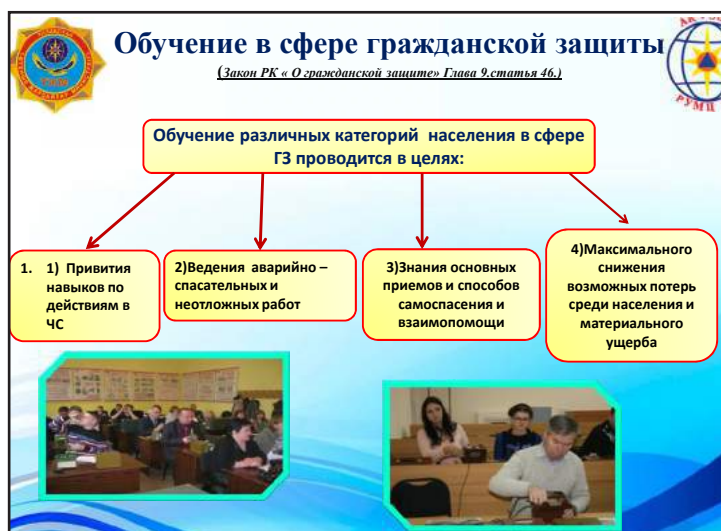 Обучение в сфере гражданской защиты
(Закон РК « О гражданской защите» Глава 9.статья 46.)
РУМЦ
Обучение различных категорий населения в сфере
ГЗ проводится в целях:
1. 1) Привития
навыков по
действиям в
ЧС
2)Ведения аварийно –
спасательных и
неотложных работ
3)Знания основных
приемов и способов
самоспасения и
взаимопомощи
4)Максимального
снижения
возможных потерь
среди населения и
материального
ущерба